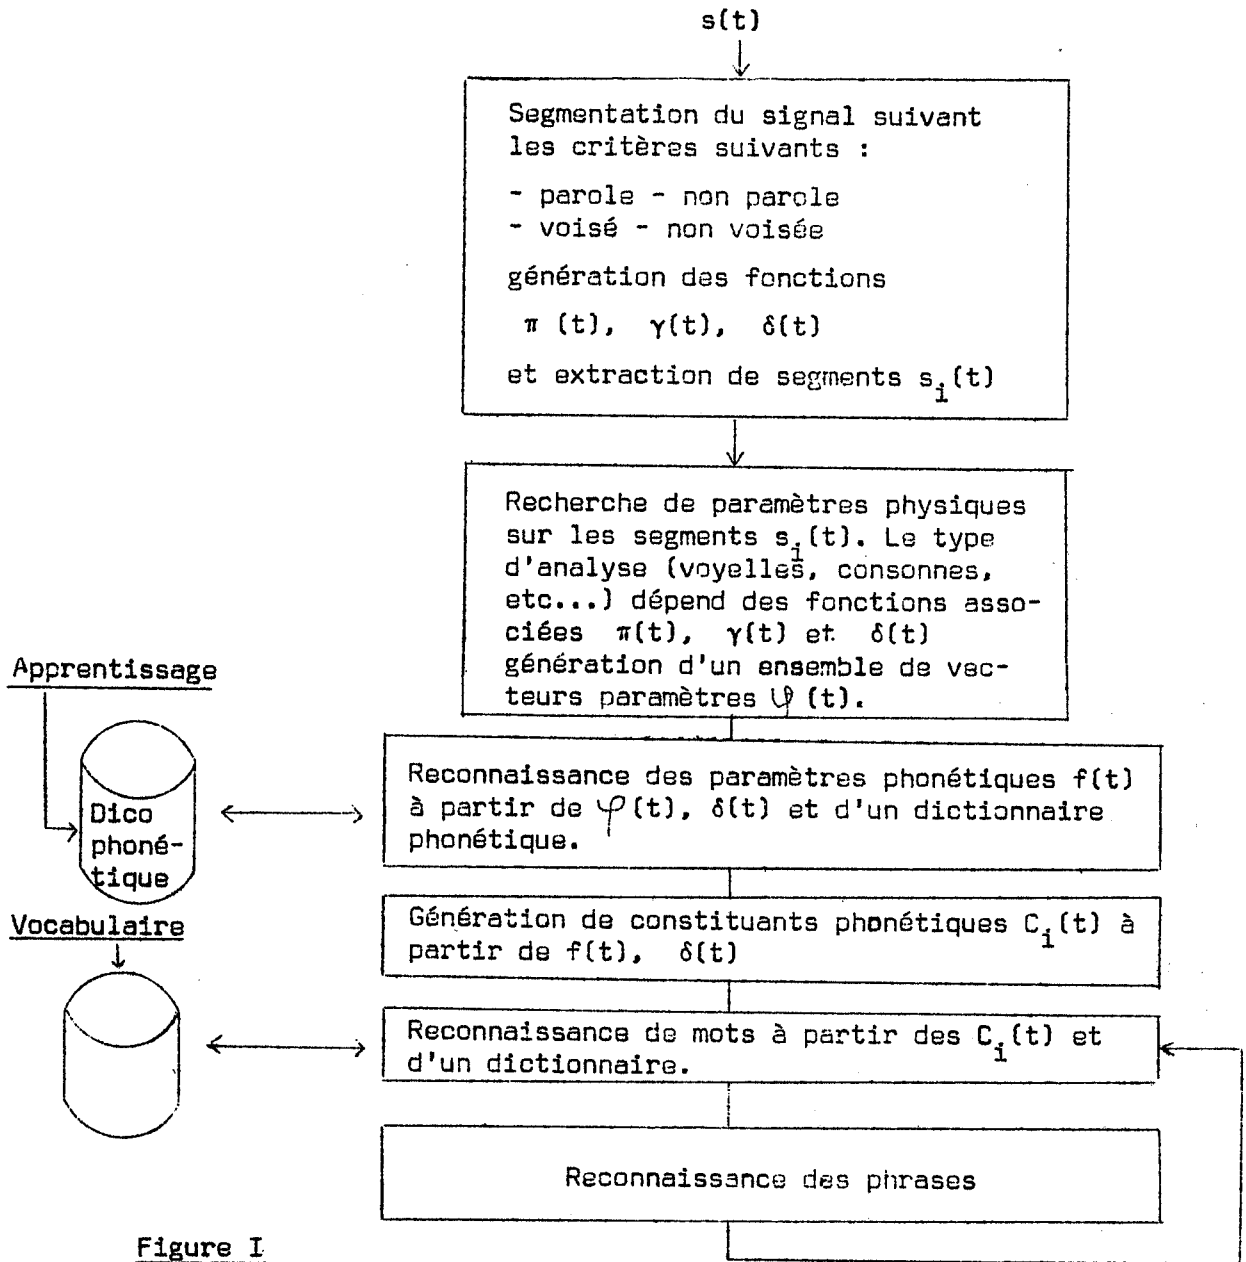 s(t)
Segmentation du signal suivant
les critères suivants :
- parole - non parole
- voisé - non voisée
génération des fonctions
π (t), γ(t), δ(t)
et extraction de segments s_i(t)
Recherche de paramètres physiques
sur les segments s_i(t). Le type
d'analyse (voyelles, consonnes,
etc...) dépend des fonctions asso-
ciées π(t), γ(t) et δ(t)
génération d'un ensemble de vec-
teurs paramètres φ (t).
Apprentissage
Dico
phoné-
tique
Reconnaissance des paramètres phonétiques f(t)
à partir de φ(t), δ(t) et d'un dictionnaire
phonétique.
Vocabulaire
Génération de constituants phonétiques C_i(t) à
partir de f(t), δ(t)
Reconnaissance de mots à partir des C_i(t) et
d'un dictionnaire.
Reconnaissance des phrases
Figure I